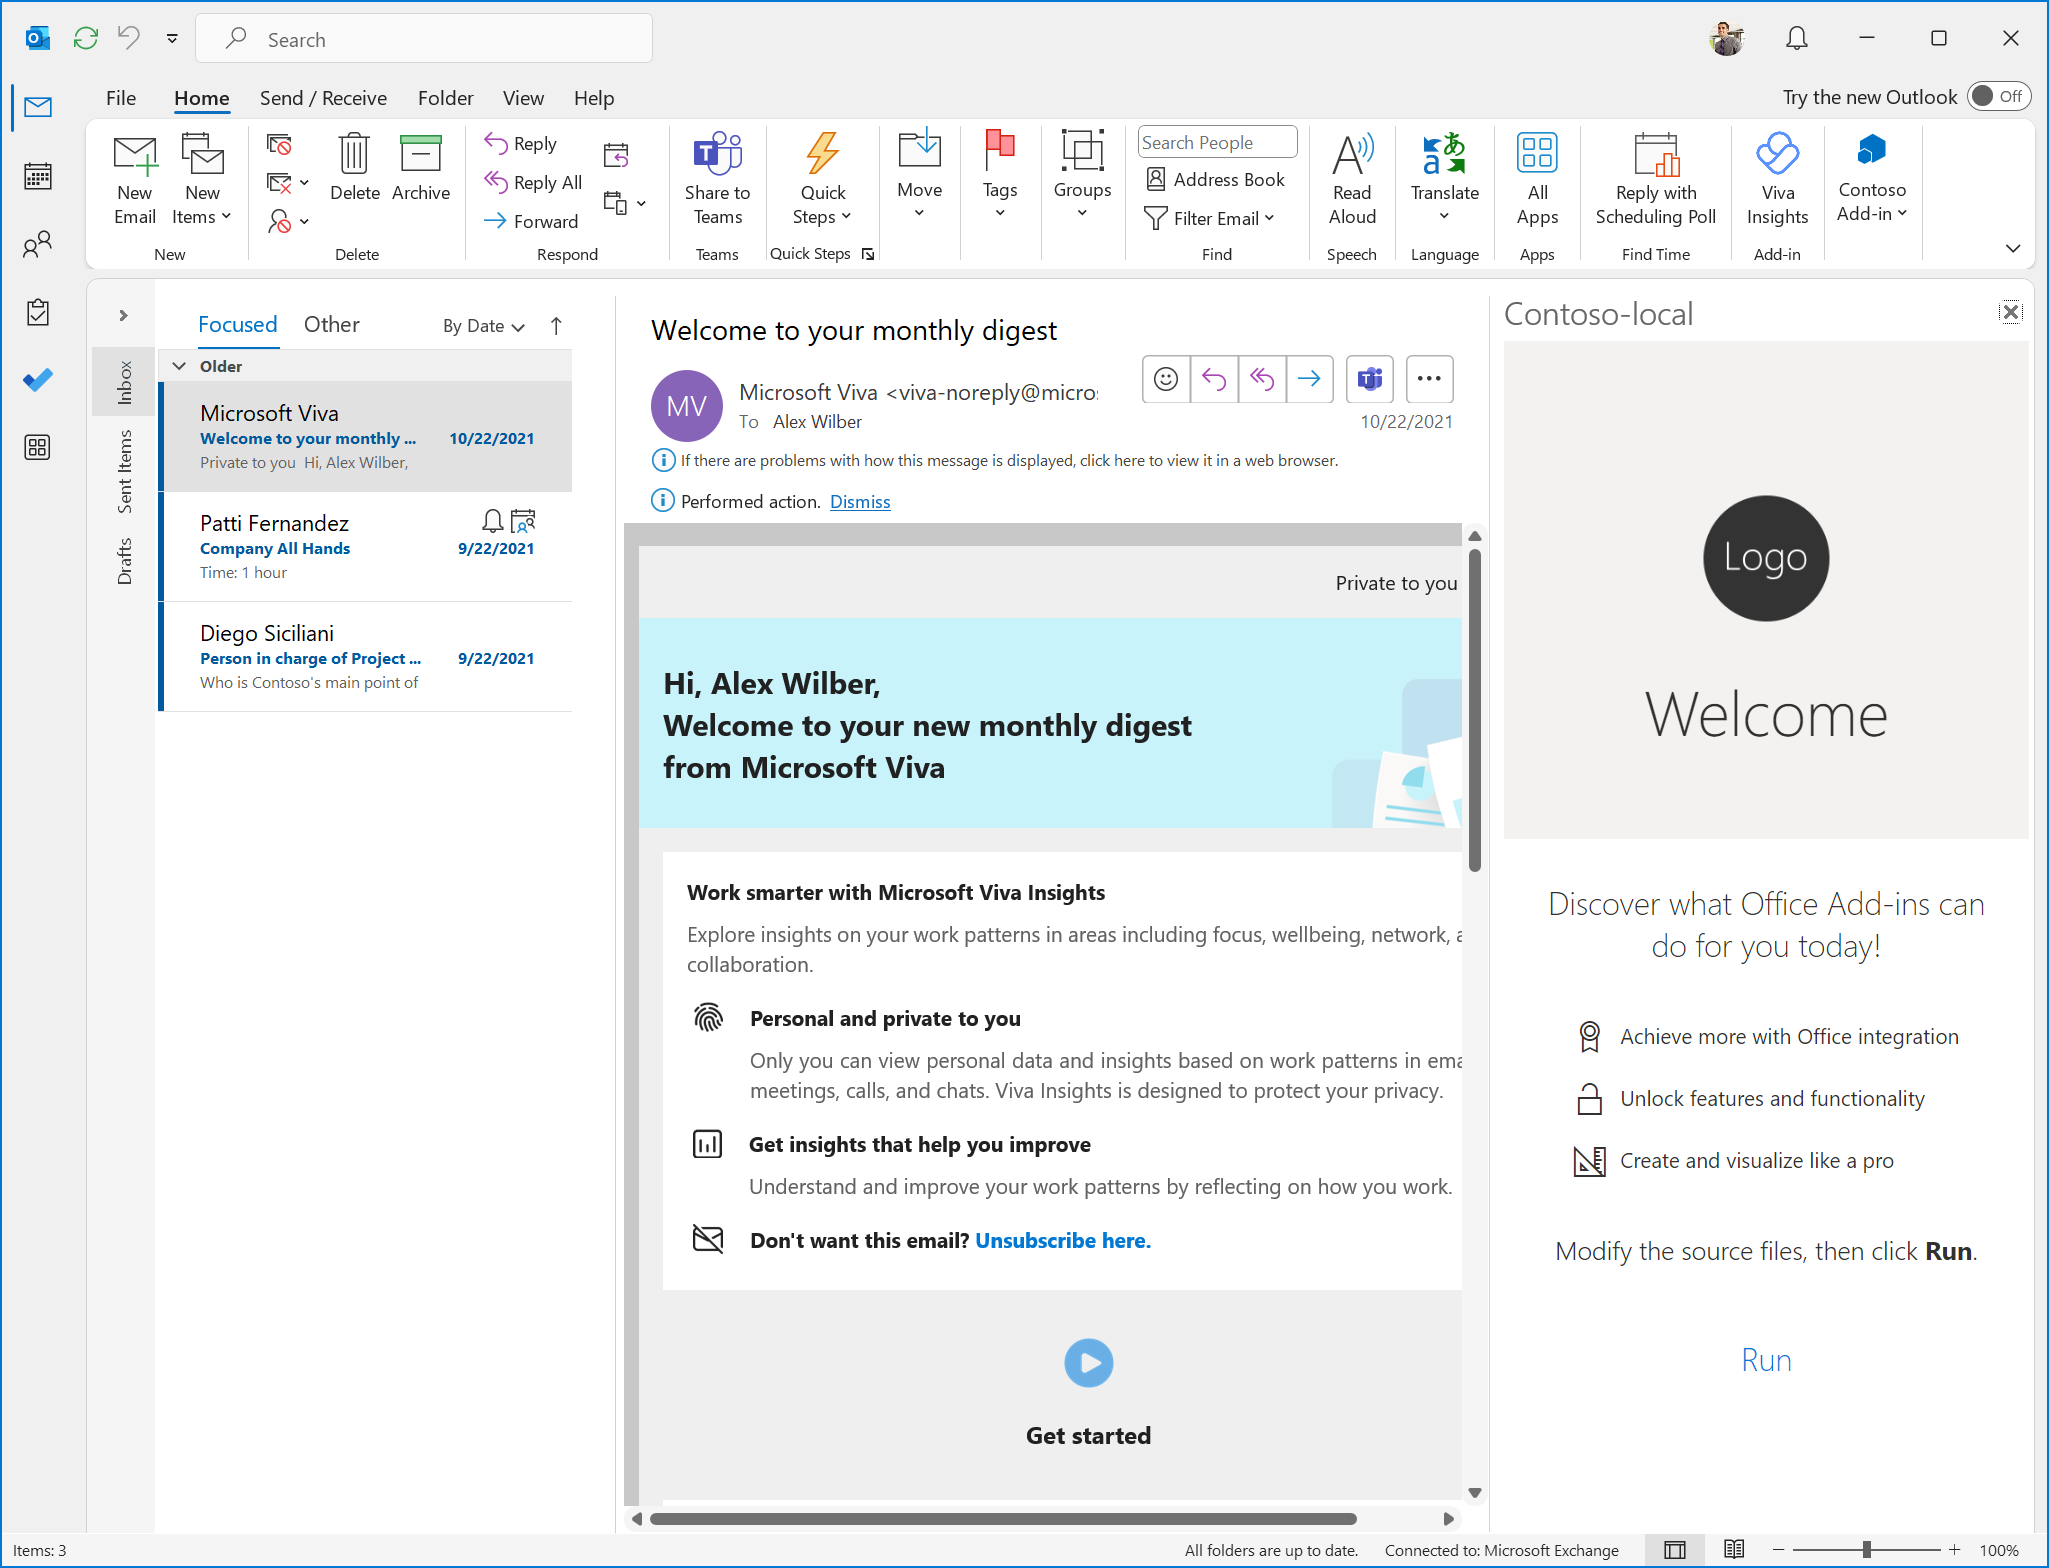 Search
File
Home
Send / Receive
Folder
View
Help
Try the new Outlook
Off
New
Email
New
Items
New
Delete
Archive
Delete
Reply
Reply All
Forward
Respond
Share to
Teams
Teams
Quick
Steps
Quick Steps
Move
Tags
Groups
Search People
Address Book
Filter Email
Find
Read
Aloud
Speech
Translate
Language
All
Apps
Apps
Reply with
Scheduling Poll
Find Time
Viva
Insights
Add-in
Contoso
Add-in
Inbox
Sent Items
Drafts
Focused
Other
By Date
Older
Microsoft Viva
Welcome to your monthly ...
10/22/2021
Private to you Hi, Alex Wilber,
Patti Fernandez
Company All Hands
9/22/2021
Time: 1 hour
Diego Siciliani
Person in charge of Project ...
9/22/2021
Who is Contoso's main point of
Welcome to your monthly digest
MV
Microsoft Viva <viva-noreply@micro
To Alex Wilber
10/22/2021
If there are problems with how this message is displayed, click here to view it in a web browser.
Performed action. Dismiss
Private to you
Hi, Alex Wilber,
Welcome to your new monthly digest
from Microsoft Viva
Work smarter with Microsoft Viva Insights
Explore insights on your work patterns in areas including focus, wellbeing, network,
collaboration.
Personal and private to you
Only you can view personal data and insights based on work patterns in
meetings, calls, and chats. Viva Insights is designed to protect your privacy.
Get insights that help you improve
Understand and improve your work patterns by reflecting on how you work.
Don't want this email? Unsubscribe here.
Get started
Contoso-local
Logo
Welcome
Discover what Office Add-ins can
do for you today!
Achieve more with Office integration
Unlock features and functionality
Create and visualize like a pro
Modify the source files, then click Run.
Run
Items: 3
All folders are up to date.
Connected to: Microsoft Exchange
100%